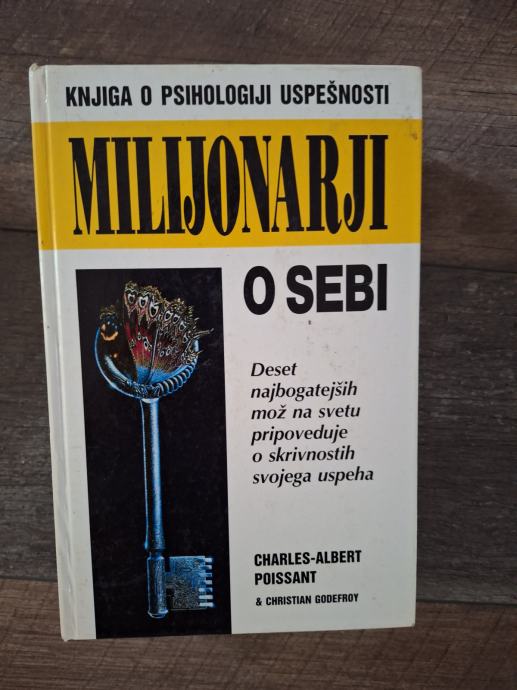 KNJIGA O PSIHOLOGIJI USPEŠNOSTI
MILIJONARJI
O SEBI
Deset
najbogatejših
mož na svetu
pripoveduje
o skrivnostih
svojega uspeha
CHARLES-ALBERT
POISSANT
& CHRISTIAN GODEFROY